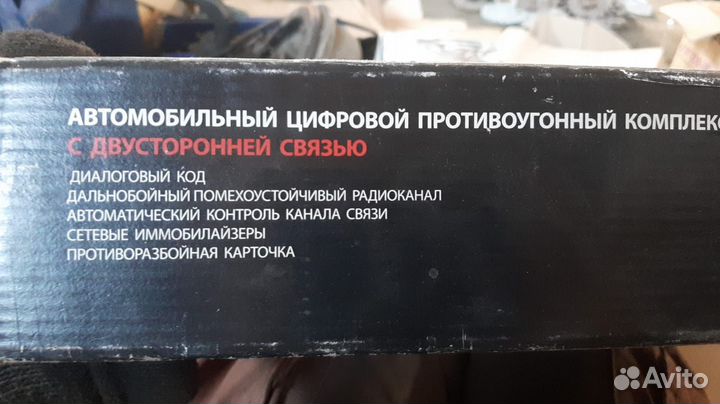 АВТОМОБИЛЬНЫЙ ЦИФРОВОЙ ПРОТИВОУГОННЫЙ КОМПЛЕКС
С ДВУСТОРОННЕЙ СВЯЗЬЮ
ДИАЛОГОВЫЙ КОД
ДАЛЬНОБОЙНЫЙ ПОМЕХОУСТОЙЧИВЫЙ РАДИОКАНАЛ
АВТОМАТИЧЕСКИЙ КОНТРОЛЬ КАНАЛА СВЯЗИ
СЕТЕВЫЕ ИММОБИЛАЙЗЕРЫ
ПРОТИВОРАЗБОЙНАЯ КАРТОЧКА
Avito